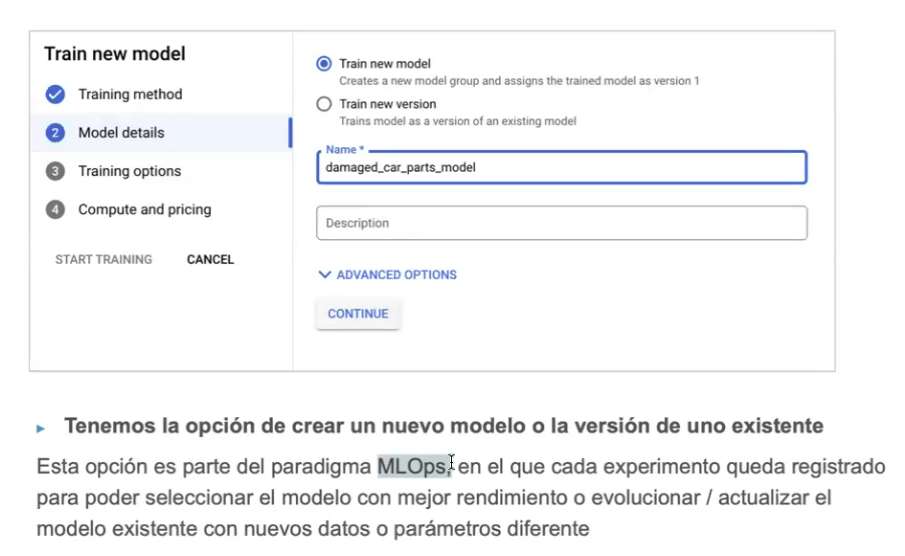 Train new model
Training method
2 Model details
3 Training options
4 Compute and pricing
START TRAINING CANCEL
Train new model
Creates a new model group and assigns the trained model as version 1
Train new version
Trains model as a version of an existing model
Name *
damaged_car_parts_model
Description
ADVANCED OPTIONS
CONTINUE
Tenemos la opción de crear un nuevo modelo o la versión de uno existente
Esta opción es parte del paradigma MLOps, en el que cada experimento queda registrado
para poder seleccionar el modelo con mejor rendimiento o evolucionar / actualizar el
modelo existente con nuevos datos o parámetros diferente